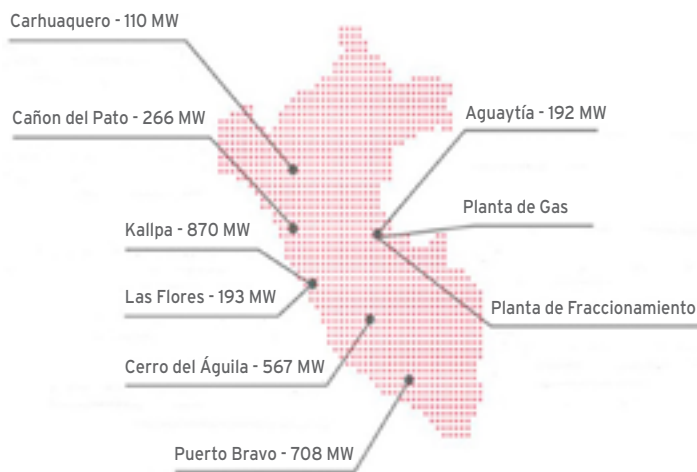 Carhuaquero - 110 MW
Cañon del Pato - 266 MW
Aguaytía - 192 MW
Planta de Gas
Kallpa - 870 MW
Las Flores - 193 MW
Planta de Fraccionamiento
Cerro del Águila - 567 MW
Puerto Bravo - 708 MW